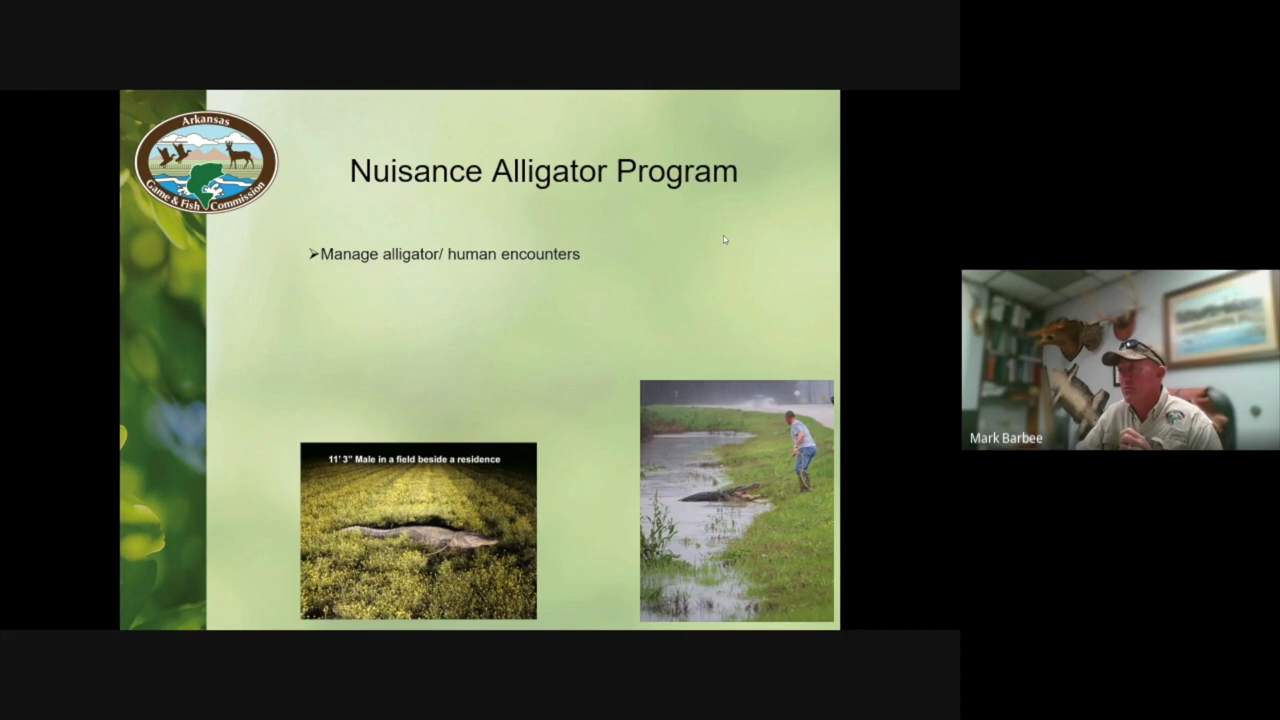 Arkansas
Game & Fish Commission
Nuisance Alligator Program
➢Manage alligator/ human encounters
11' 3" Male in a field beside a residence
Mark Barbee